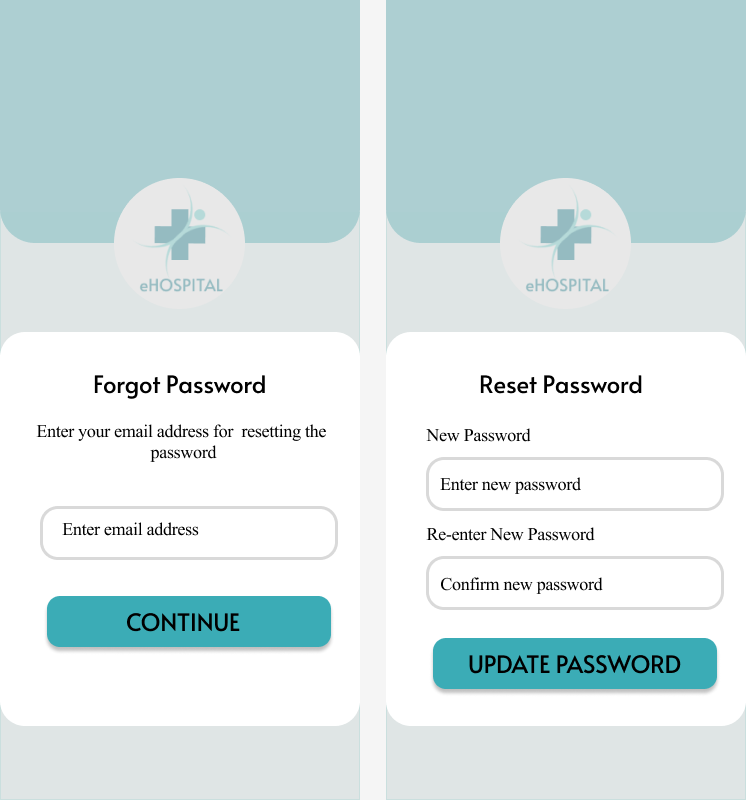 eHOSPITAL
Forgot Password
Enter your email address for  resetting the
password
Enter email address
CONTINUE
eHOSPITAL
Reset Password
New Password
Enter new password
Re-enter New Password
Confirm new password
UPDATE PASSWORD